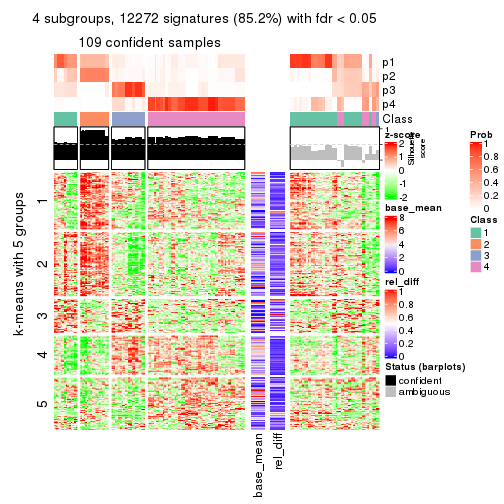 4 subgroups, 12272 signatures (85.2%) with fdr < 0.05
109 confident samples
p1
p2
p3
p4
Class
1
Silhouette
score
k-means with 5 groups
1
2
3
4
5
base_mean
rel_diff
z-score
2
1
0
-1
-2
base_mean
8
6
4
2
0
rel_diff
1
0.8
0.6
0.4
0.2
0
Status (barplots)
confident
ambiguous
Prob
1
0.8
0.6
0.4
0.2
0
Class
1
2
3
4